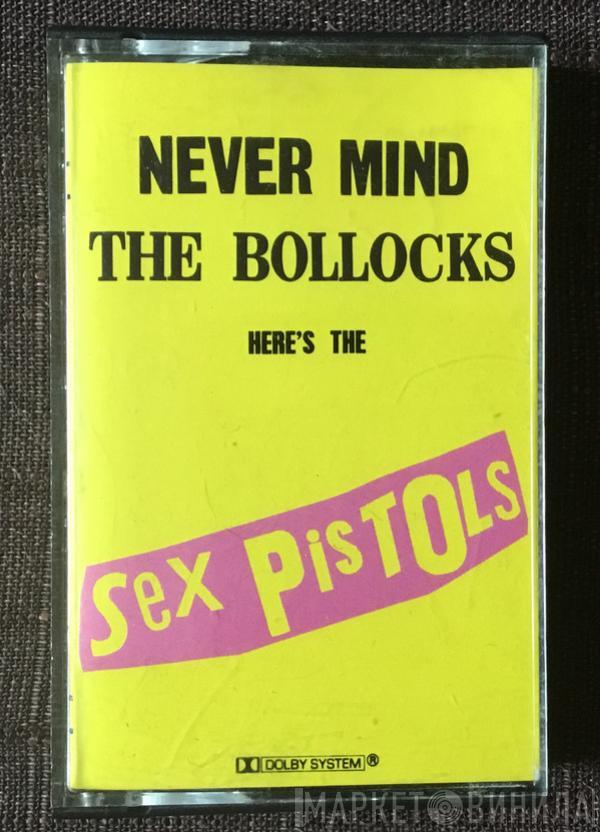 NEVER MIND
THE BOLLOCKS
HERE'S THE
Sex PisTOLs
DOLBY SYSTEM ®
МАРКЕТ ВИНИЛА